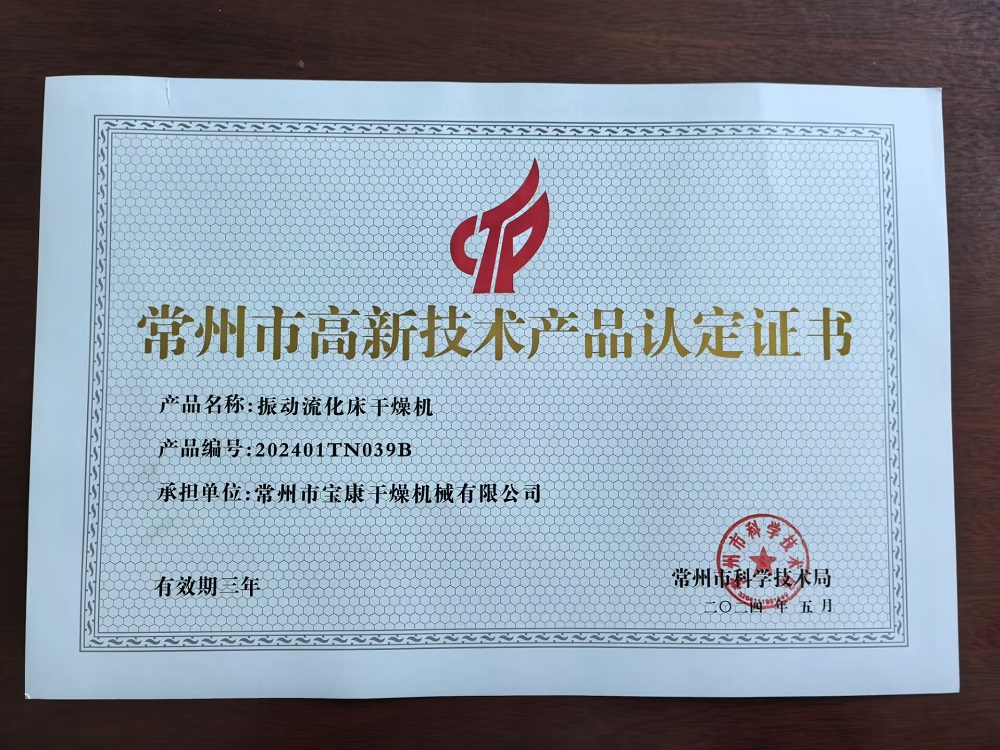 CTP
常州市高新技术产品认定证书
产品名称:振动流化床干燥机
产品编号:202401TN039B
承担单位:常州市宝康干燥机械有限公司
有效期三年
常州市科学技术局
二〇二四 年 五 月